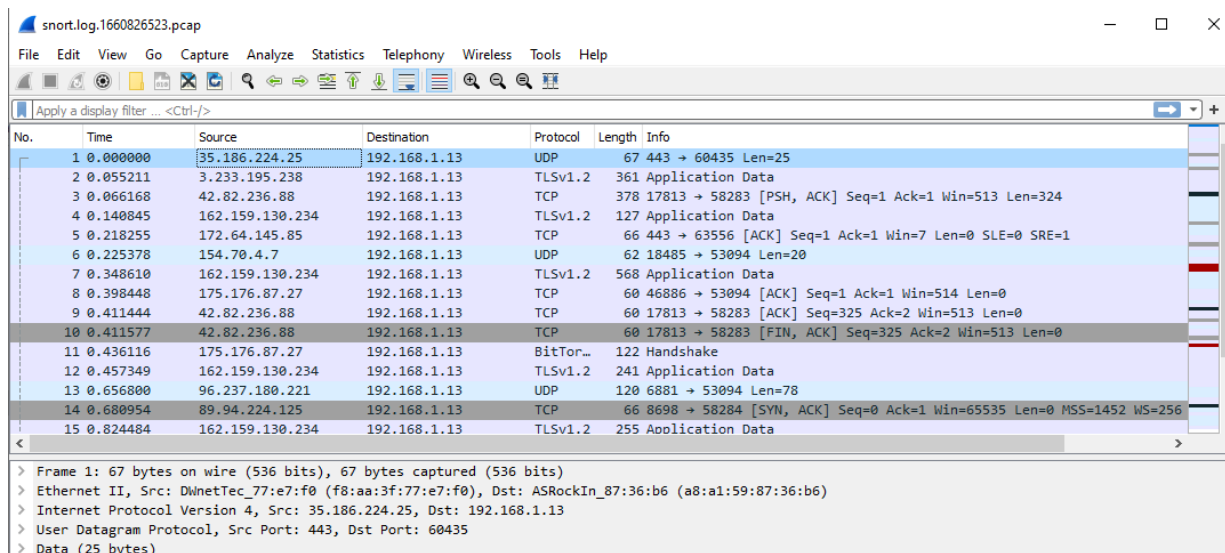 snort.log.1660826523.pcap
File Edit View Go Capture Analyze Statistics Telephony Wireless Tools Help
Apply a display filter ... <Ctrl-/>
No. Time Source Destination Protocol Length Info
1 0.000000 35.186.224.25 192.168.1.13 UDP 67 443 → 60435 Len=25
2 0.055211 3.233.195.238 192.168.1.13 TLSv1.2 361 Application Data
3 0.066168 42.82.236.88 192.168.1.13 TCP 378 17813 → 58283 [PSH, ACK] Seq=1 Ack=1 Win=513 Len=324
4 0.140845 162.159.130.234 192.168.1.13 TLSv1.2 127 Application Data
5 0.218255 172.64.145.85 192.168.1.13 TCP 66 443 → 63556 [ACK] Seq=1 Ack=1 Win=7 Len=0 SLE=0 SRE=1
6 0.225378 154.70.4.7 192.168.1.13 UDP 62 18485 → 53094 Len=20
7 0.348610 162.159.130.234 192.168.1.13 TLSv1.2 568 Application Data
8 0.398448 175.176.87.27 192.168.1.13 TCP 60 46886 → 53094 [ACK] Seq=1 Ack=1 Win=514 Len=0
9 0.411444 42.82.236.88 192.168.1.13 TCP 60 17813 → 58283 [ACK] Seq=325 Ack=2 Win=513 Len=0
10 0.411577 42.82.236.88 192.168.1.13 TCP 60 17813 → 58283 [FIN, ACK] Seq=325 Ack=2 Win=513 Len=0
11 0.436116 175.176.87.27 192.168.1.13 BitTor… 122 Handshake
12 0.457349 162.159.130.234 192.168.1.13 TLSv1.2 241 Application Data
13 0.656800 96.237.180.221 192.168.1.13 UDP 120 6881 → 53094 Len=78
14 0.680954 89.94.224.125 192.168.1.13 TCP 66 8698 → 58284 [SYN, ACK] Seq=0 Ack=1 Win=65535 Len=0 MSS=1452 WS=256
15 0.824484 162.159.130.234 192.168.1.13 TLSv1.2 255 Application Data
> Frame 1: 67 bytes on wire (536 bits), 67 bytes captured (536 bits)
> Ethernet II, Src: DWnetTec_77:e7:f0 (f8:aa:3f:77:e7:f0), Dst: ASRockIn_87:36:b6 (a8:a1:59:87:36:b6)
> Internet Protocol Version 4, Src: 35.186.224.25, Dst: 192.168.1.13
> User Datagram Protocol, Src Port: 443, Dst Port: 60435
> Data (25 bytes)